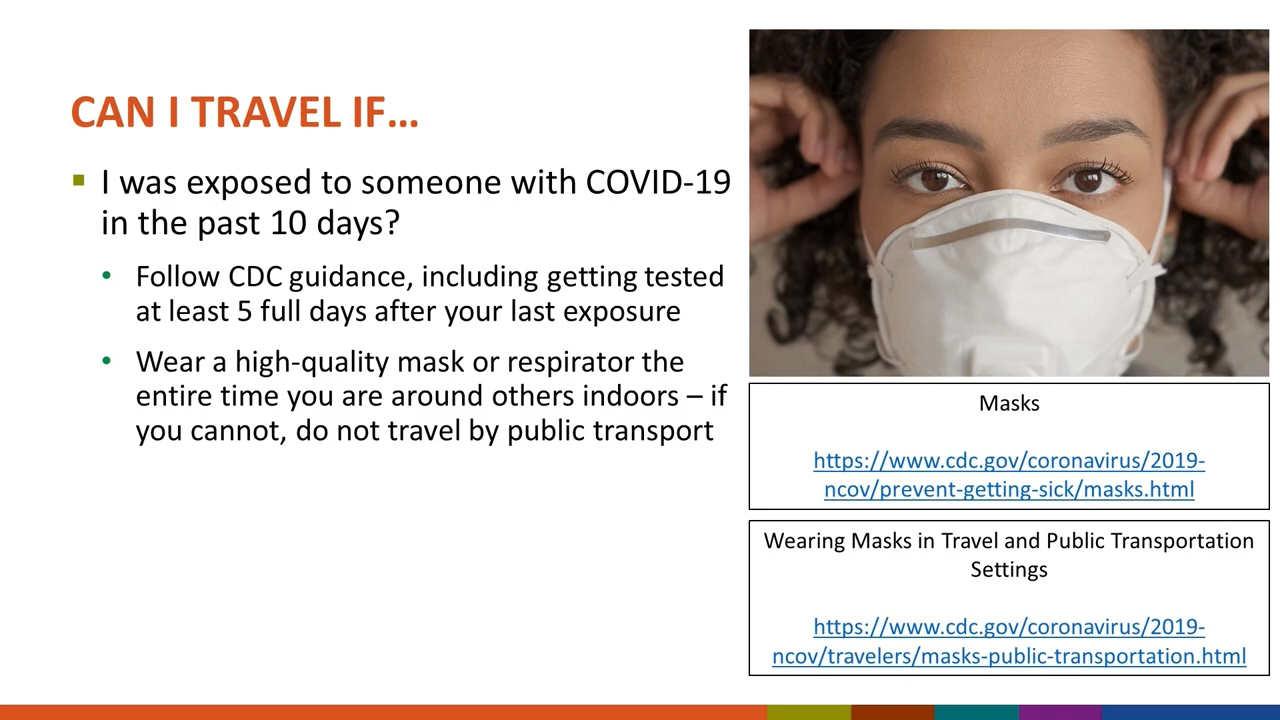 CAN I TRAVEL IF…
I was exposed to someone with COVID-19
in the past 10 days?
Follow CDC guidance, including getting tested
at least 5 full days after your last exposure
Wear a high-quality mask or respirator the
entire time you are around others indoors – if
you cannot, do not travel by public transport
Masks
https://www.cdc.gov/coronavirus/2019-
ncov/prevent-getting-sick/masks.html
Wearing Masks in Travel and Public Transportation
Settings
https://www.cdc.gov/coronavirus/2019-
ncov/travelers/masks-public-transportation.html